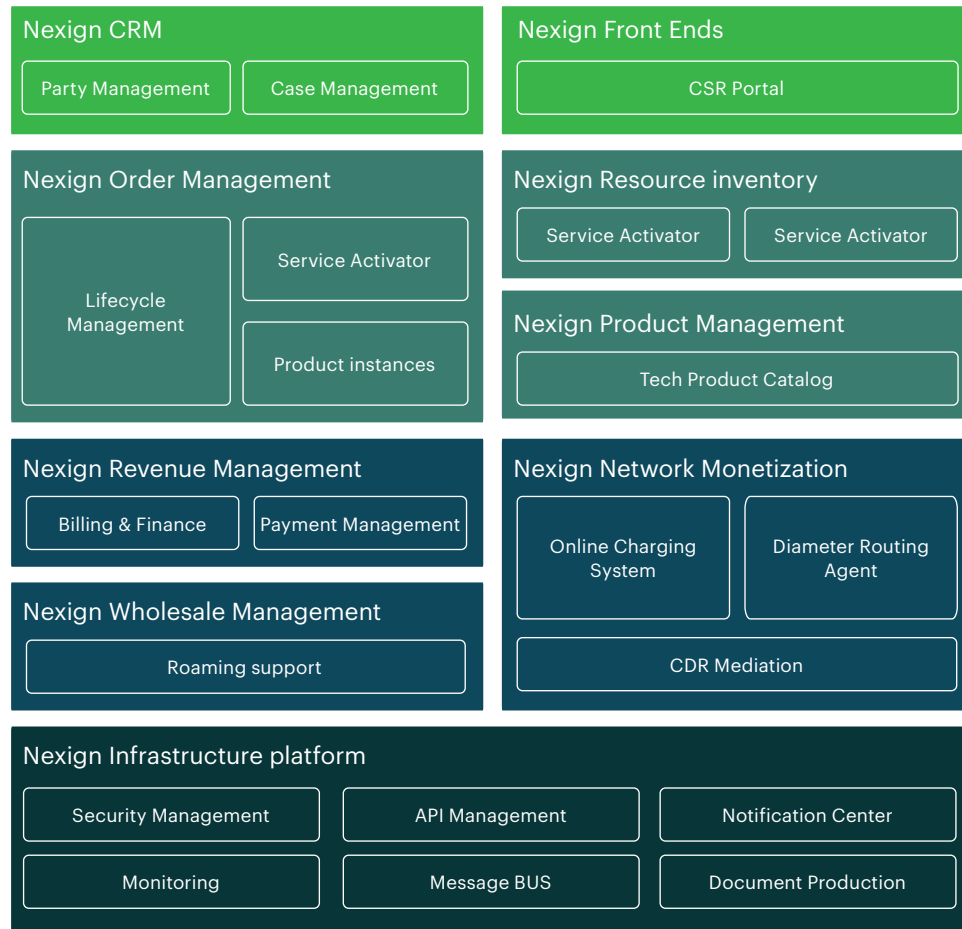 Nexign CRM
Party Management
Case Management
Nexign Front Ends
CSR Portal
Nexign Order Management
Lifecycle
Management
Service Activator
Product instances
Nexign Resource inventory
Service Activator
Service Activator
Nexign Product Management
Tech Product Catalog
Nexign Revenue Management
Billing & Finance
Payment Management
Nexign Wholesale Management
Roaming support
Nexign Network Monetization
Online Charging
System
Diameter Routing
Agent
CDR Mediation
Nexign Infrastructure platform
Security Management
API Management
Notification Center
Monitoring
Message BUS
Document Production